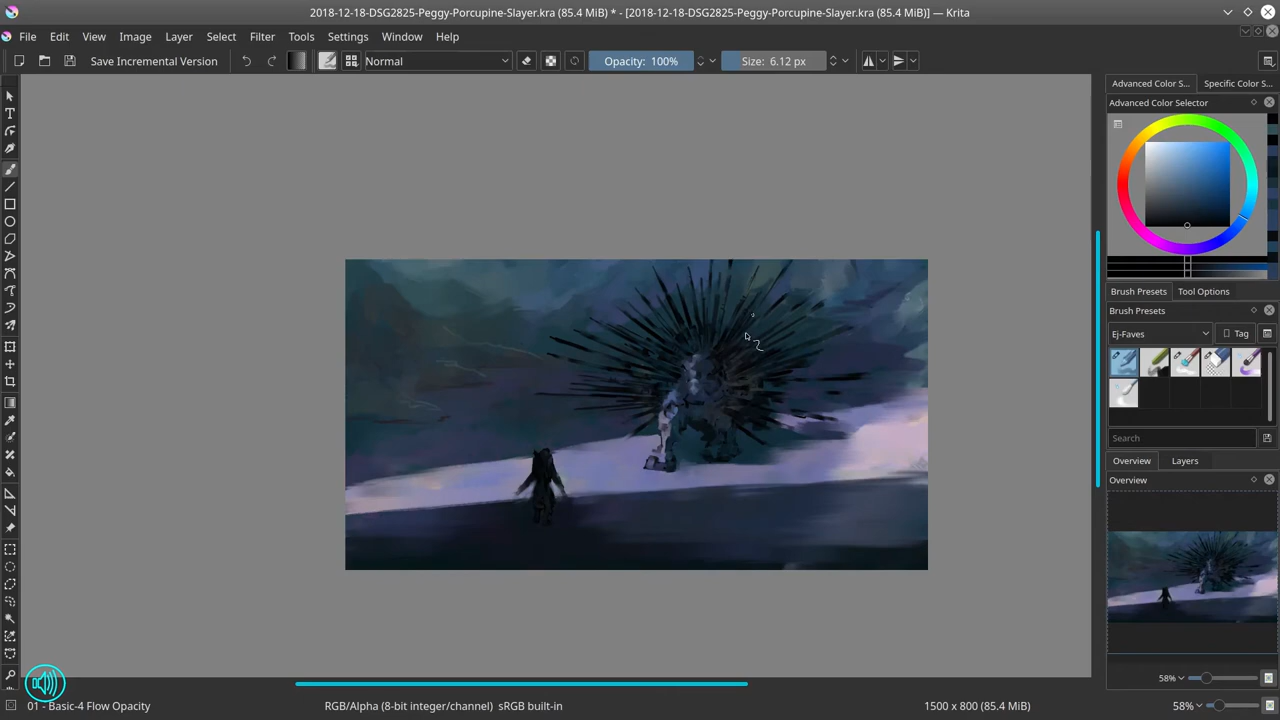 2018-12-18-DSG2825-Peggy-Porcupine-Slayer.kra (85.4 MiB) * - [2018-12-18-DSG2825-Peggy-Porcupine-Slayer.kra (85.4 MiB)] — Krita
File Edit View Image Layer Select Filter Tools Settings Window Help
Save Incremental Version Normal Opacity: 100% Size: 6.12 px
Advanced Color S... Specific Color S...
Advanced Color Selector
Brush Presets Tool Options
Brush Presets
Ej-Faves Tag
Search
Overview Layers
Overview
58%
01 - Basic-4 Flow Opacity RGB/Alpha (8-bit integer/channel) sRGB built-in 1500 x 800 (85.4 MiB) 58%